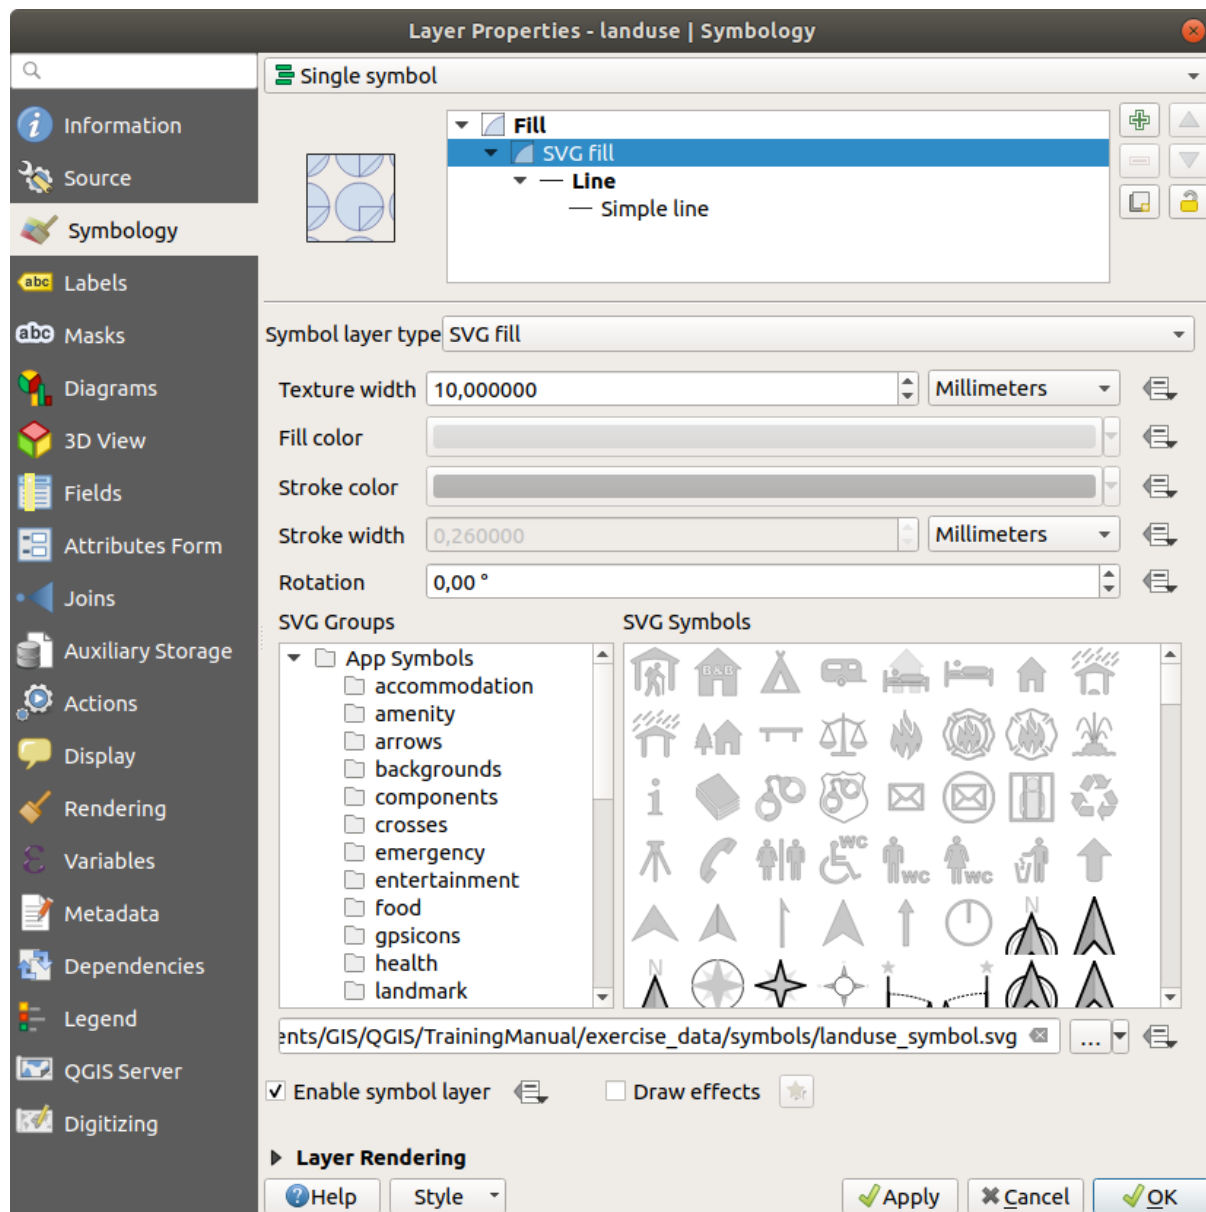 Layer Properties - landuse | Symbology
Single symbol
Information
Source
Symbology
Labels
Masks
Diagrams
3D View
Fields
Attributes Form
Joins
Auxiliary Storage
Actions
Display
Rendering
Variables
Metadata
Dependencies
Legend
QGIS Server
Digitizing
abc
abc
Fill
SVG fill
Line
Simple line
Symbol layer type SVG fill
Texture width 10,000000 Millimeters
Fill color
Stroke color
Stroke width 0,260000 Millimeters
Rotation 0,00 °
SVG Groups
SVG Symbols
App Symbols
accommodation
amenity
arrows
backgrounds
components
crosses
emergency
entertainment
food
gpsicons
health
landmark
B&B
i
WC
WC
WC
N
N
ents/GIS/QGIS/TrainingManual/exercise_data/symbols/landuse_symbol.svg ...
Enable symbol layer
Draw effects
Layer Rendering
Help Style Apply Cancel OK